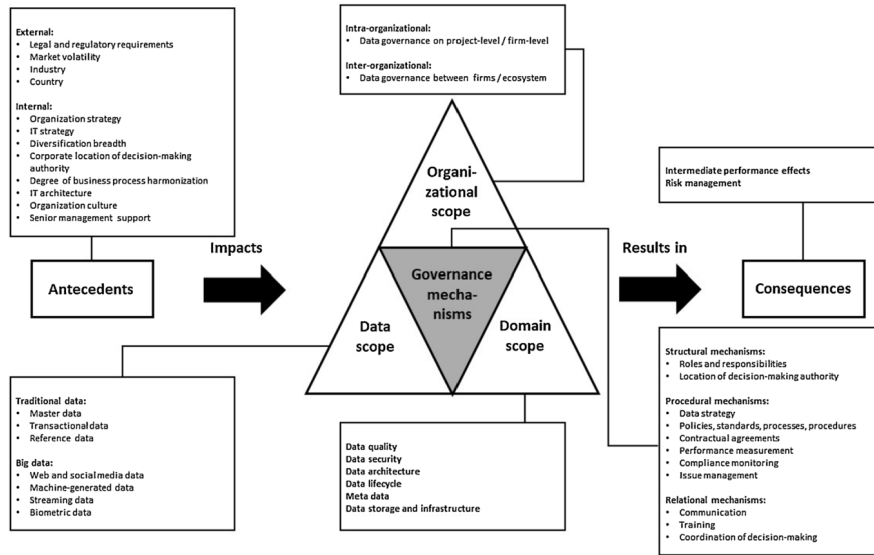 External:
• Legal and regulatory requirements
• Market volatility
• Industry
• Country
Internal:
• Organization strategy
• IT strategy
• Diversification breadth
• Corporate location of decision-making
authority
• Degree of business process harmonization
• IT architecture
• Organization culture
• Senior management support
Antecedents
Impacts
Intra-organizational:
• Data governance on project-level / firm-level
Inter-organizational:
• Data governance between firms / ecosystem
Organi-
zational
scope
Governance
mecha-
nisms
Data
scope
Domain
scope
Results in
Intermediate performance effects
Risk management
Consequences
Traditional data:
• Master data
• Transactional data
• Reference data
Big data:
• Web and social media data
• Machine-generated data
• Streaming data
• Biometric data
Data quality
Data security
Data architecture
Data lifecycle
Meta data
Data storage and infrastructure
Structural mechanisms:
• Roles and responsibilities
• Location of decision-making authority
Procedural mechanisms:
• Data strategy
• Policies, standards, processes, procedures
• Contractual agreements
• Performance measurement
• Compliance monitoring
• Issue management
Relational mechanisms:
• Communication
• Training
• Coordination of decision-making